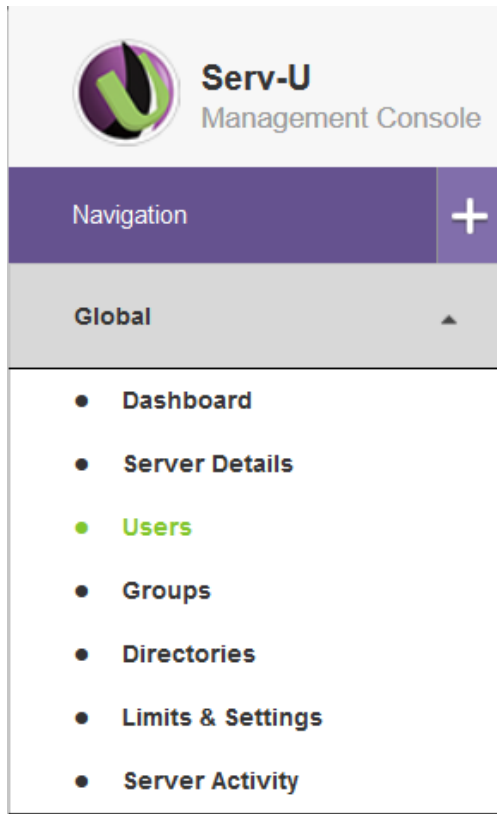 Serv-U
Management Console
Navigation
Global
Dashboard
Server Details
Users
Groups
Directories
Limits & Settings
Server Activity